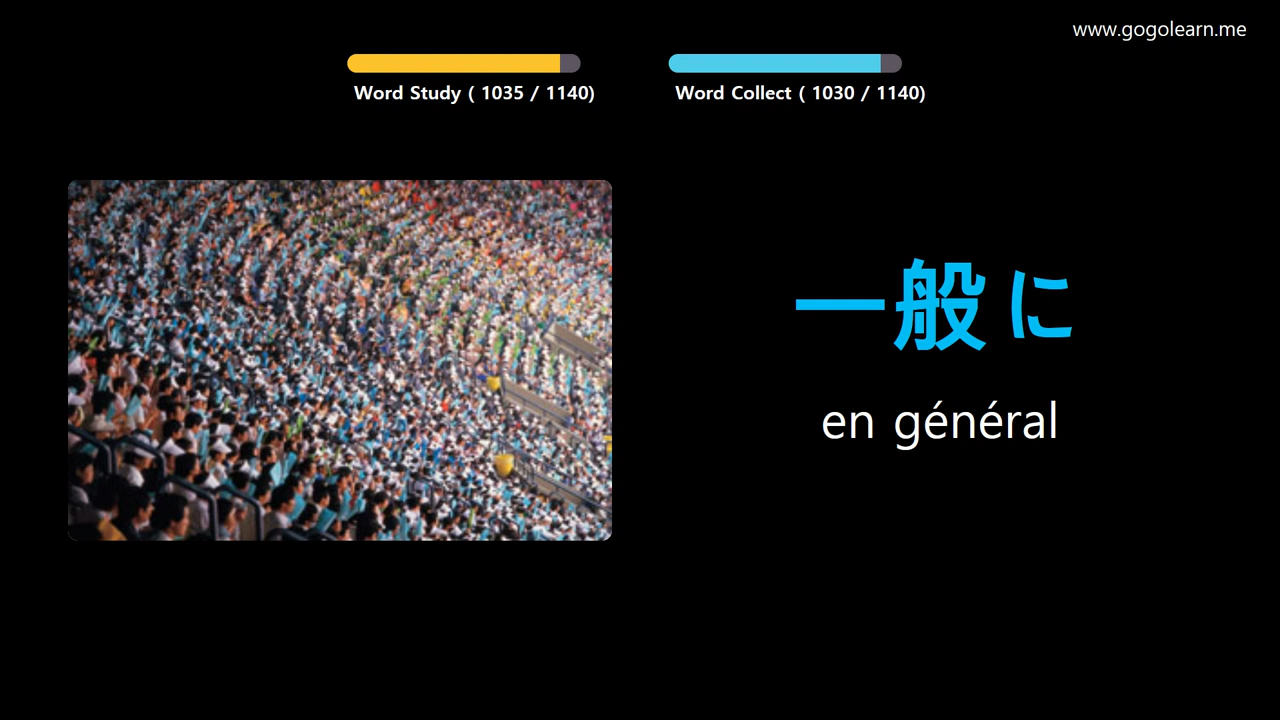 www.gogolearn.me
Word Study ( 1035 / 1140)
Word Collect ( 1030 / 1140)
一般に
en général